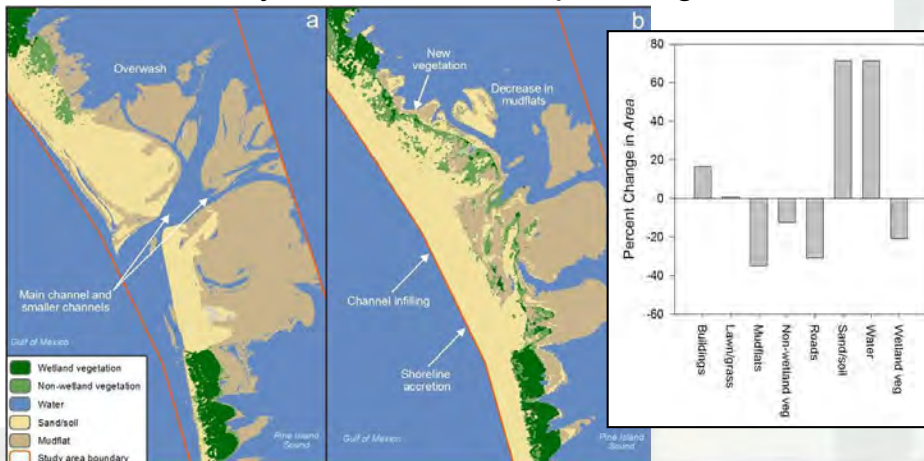 a
Overwash
Main channel and
smaller channels
Gulf of Mexico
Pine Island
Sound
Wetland vegetation
Non-wetland vegetation
Water
Sand/soil
Mudflat
Study area boundary
b
New
vegetation
Decrease in
mudflats
Channel infilling
Shoreline
accretion
Gulf of Mexico
Pine Island
Sound
Percent Change in Area
80
60
40
20
0
-20
-40
-60
Buildings
Lawn/grass
Mudflats
Non-wetland veg
Roads
Sand/soil
Water
Wetland veg